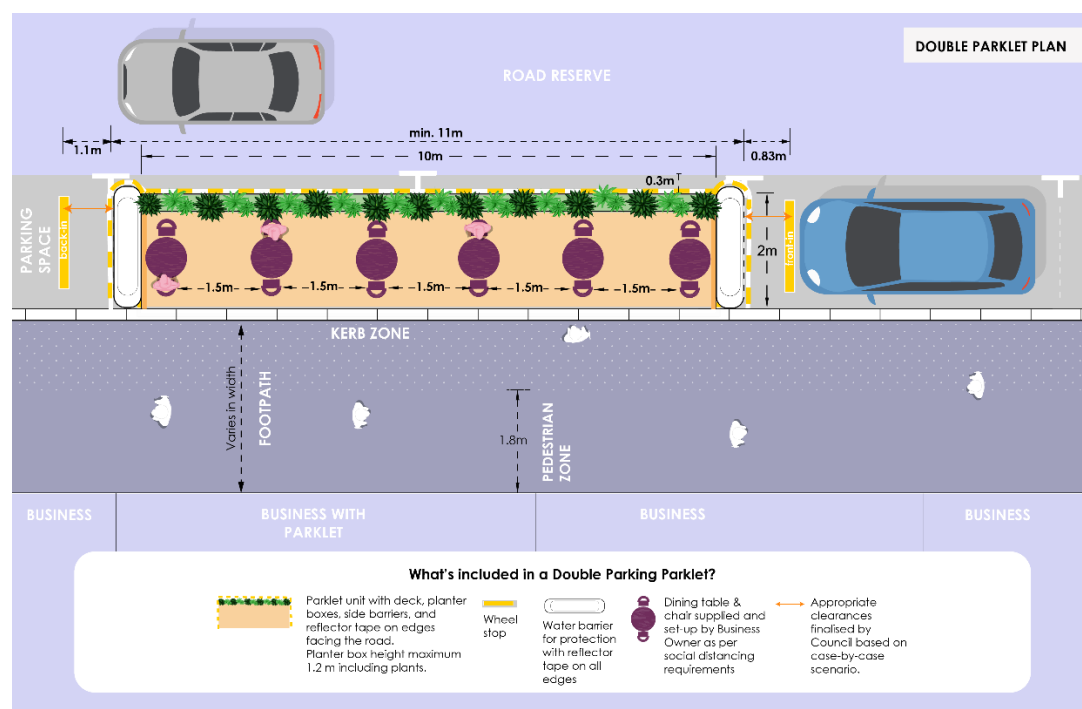 DOUBLE PARKLET PLAN
ROAD RESERVE
min. 11m
1.1m
10m
0.83m
0.3m
PARKING
SPACE
back-in
front-in
2m
1.5m
1.5m
1.5m
1.5m
1.5m
KERB ZONE
Varies in width
FOOTPATH
1.8m
PEDESTRIAN
ZONE
BUSINESS
BUSINESS WITH
PARKLET
BUSINESS
BUSINESS
What's included in a Double Parking Parklet?
Parklet unit with deck, planter
boxes, side barriers, and
reflector tape on edges
facing the road.
Planter box height maximum
1.2 m including plants.
Wheel
stop
Water barrier
for protection
with reflector
tape on all
edges
Dining table &
chair supplied and
set-up by Business
Owner as per
social distancing
requirements
Appropriate
clearances
finalised by
Council based on
case-by-case
scenario.